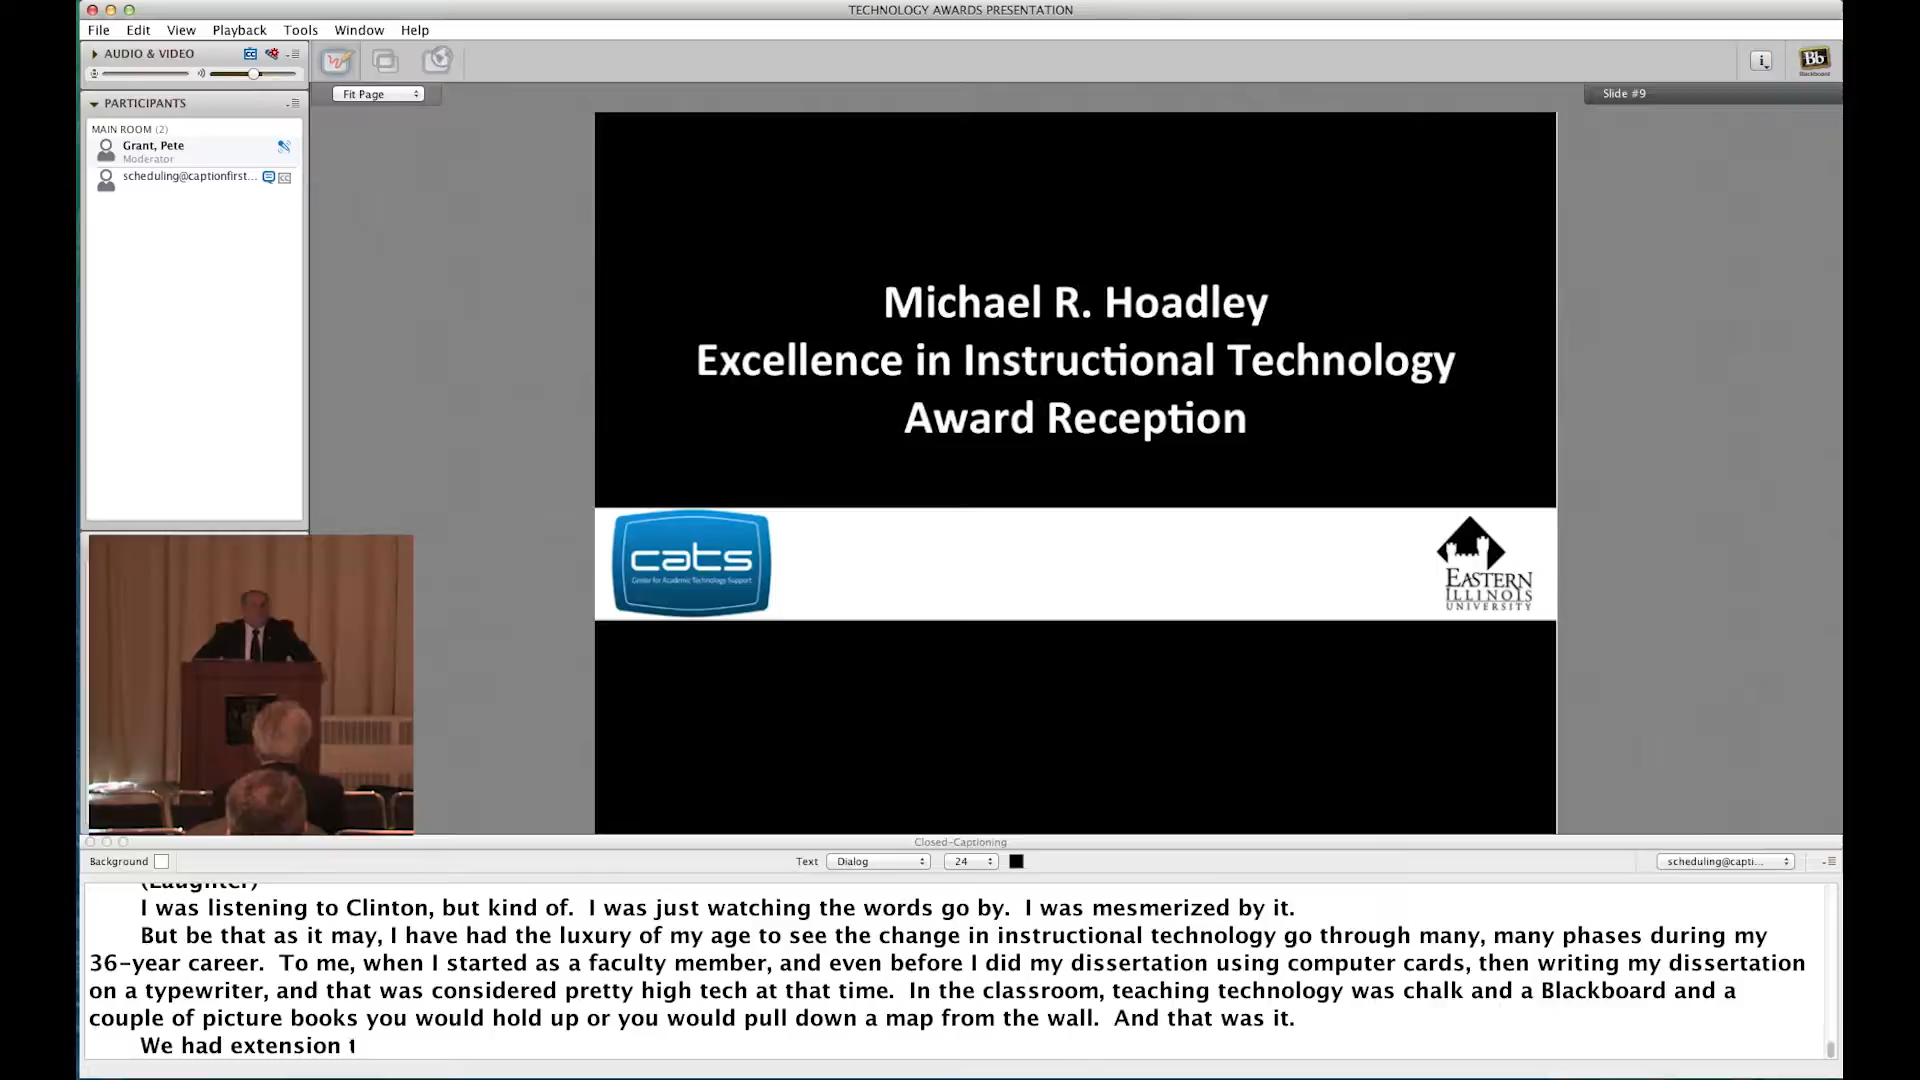 TECHNOLOGY AWARDS PRESENTATION
File Edit View Playback Tools Window Help
AUDIO & VIDEO
PARTICIPANTS
MAIN ROOM (2)
Grant, Pete
Moderator
scheduling@captionfirst...
Fit Page
Slide #9
Bb
Blackboard
Michael R. Hoadley
Excellence in Instructional Technology
Award Reception
cats
Center for Academic Technology Support
EASTERN
ILLINOIS
UNIVERSITY
Closed-Captioning
Background Text Dialog 24 scheduling@capti...
(Laughter)
I was listening to Clinton, but kind of. I was just watching the words go by. I was mesmerized by it.
But be that as it may, I have had the luxury of my age to see the change in instructional technology go through many, many phases during my
36-year career. To me, when I started as a faculty member, and even before I did my dissertation using computer cards, then writing my dissertation
on a typewriter, and that was considered pretty high tech at that time. In the classroom, teaching technology was chalk and a Blackboard and a
couple of picture books you would hold up or you would pull down a map from the wall. And that was it.
We had extension t